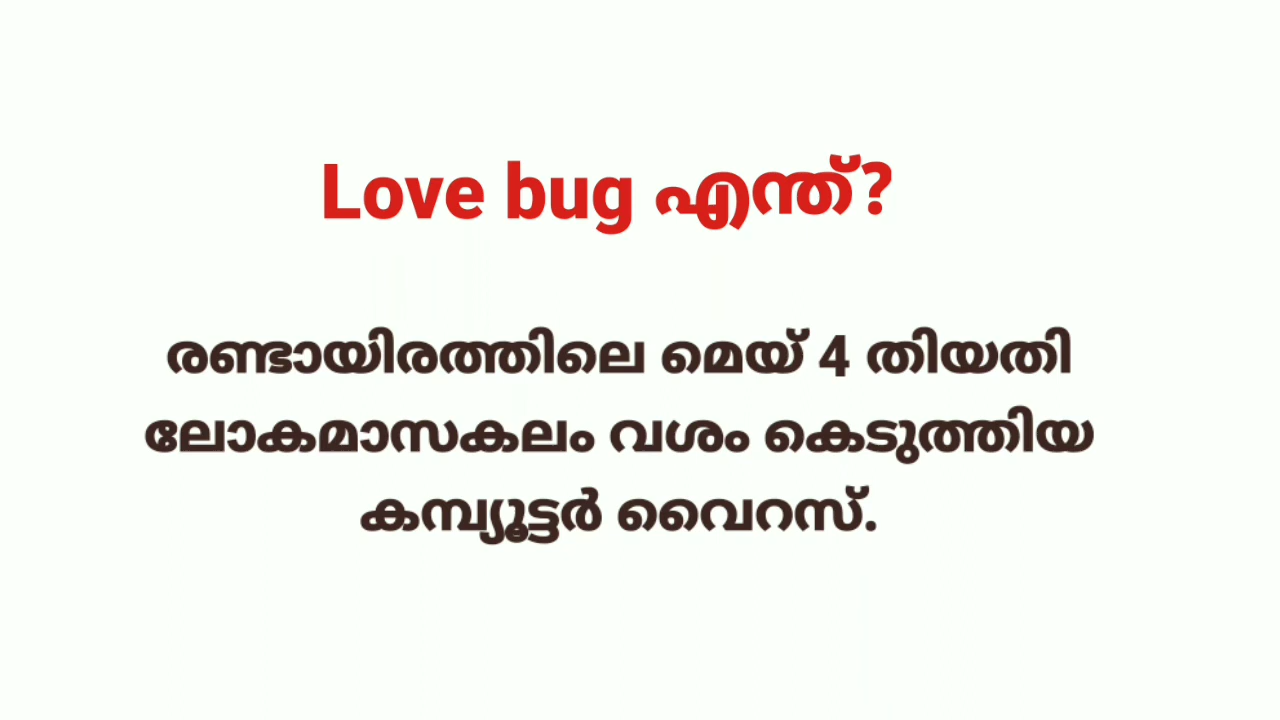 Love bug എന്ത്?
രണ്ടായിരത്തിലെ മെയ് 4 തിയതി
ലോകമാസകലം വശം കെടുത്തിയ
കമ്പ്യൂട്ടർ വൈറസ്.